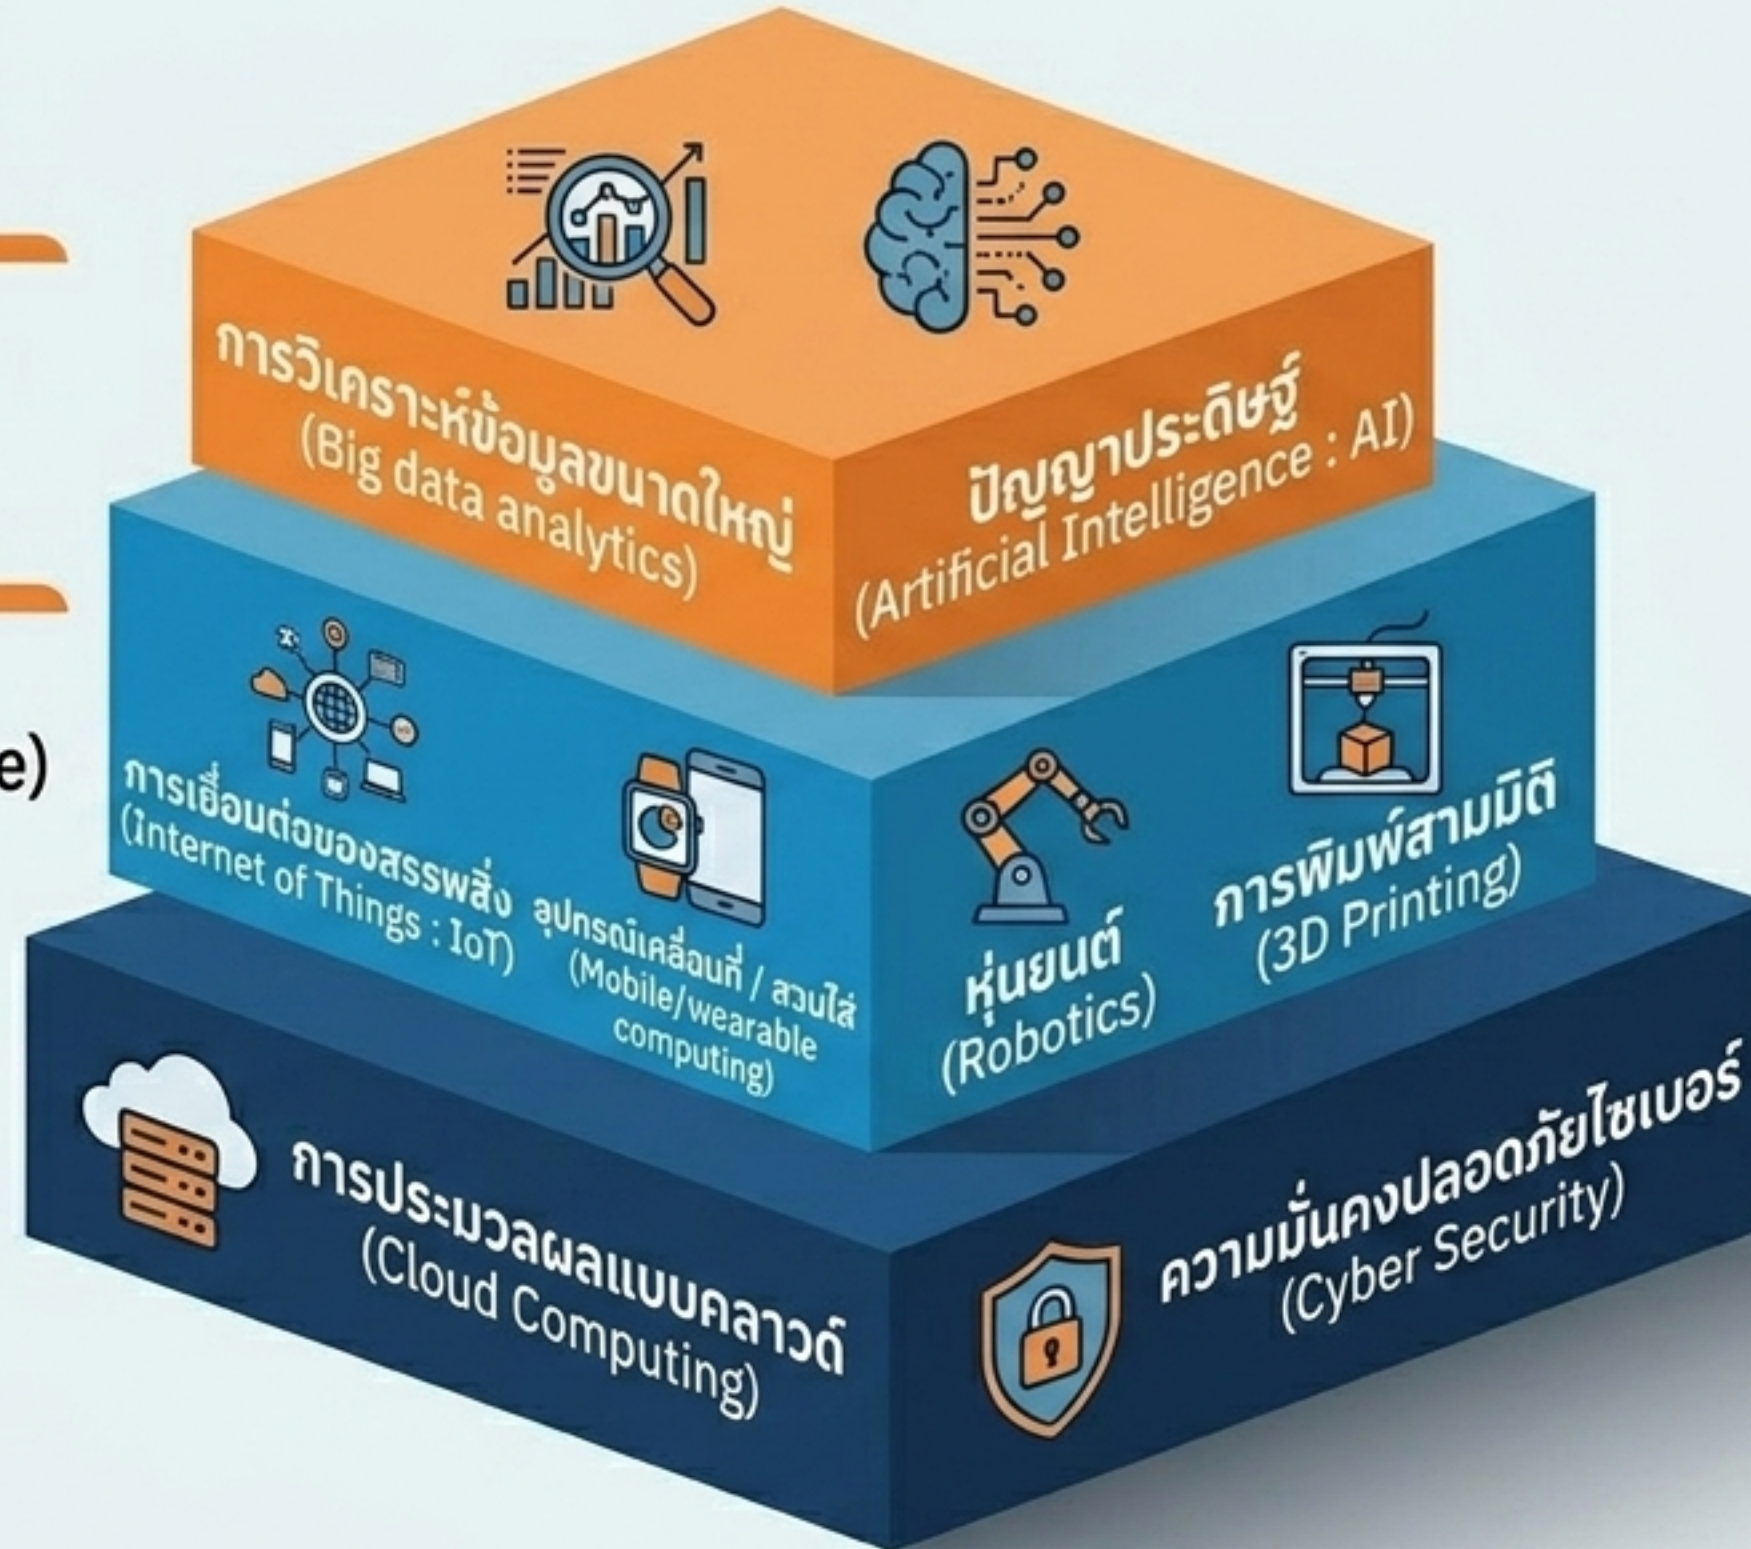 การวิเคราะห์ข้อมูลขนาดใหญ่
(Big data analytics)
ปัญญาประดิษฐ์
(Artificial Intelligence : AI)
e)
การเชื่อมต่อของสรรพสิ่ง
(Internet of Things : IoT)
อุปกรณ์เคลื่อนที่ / สวมใส่
(Mobile/wearable
computing)
หุ่นยนต์
(Robotics)
การพิมพ์สามมิติ
(3D Printing)
การประมวลผลแบบคลาวด์
(Cloud Computing)
ความมั่นคงปลอดภัยไซเบอร์
(Cyber Security)